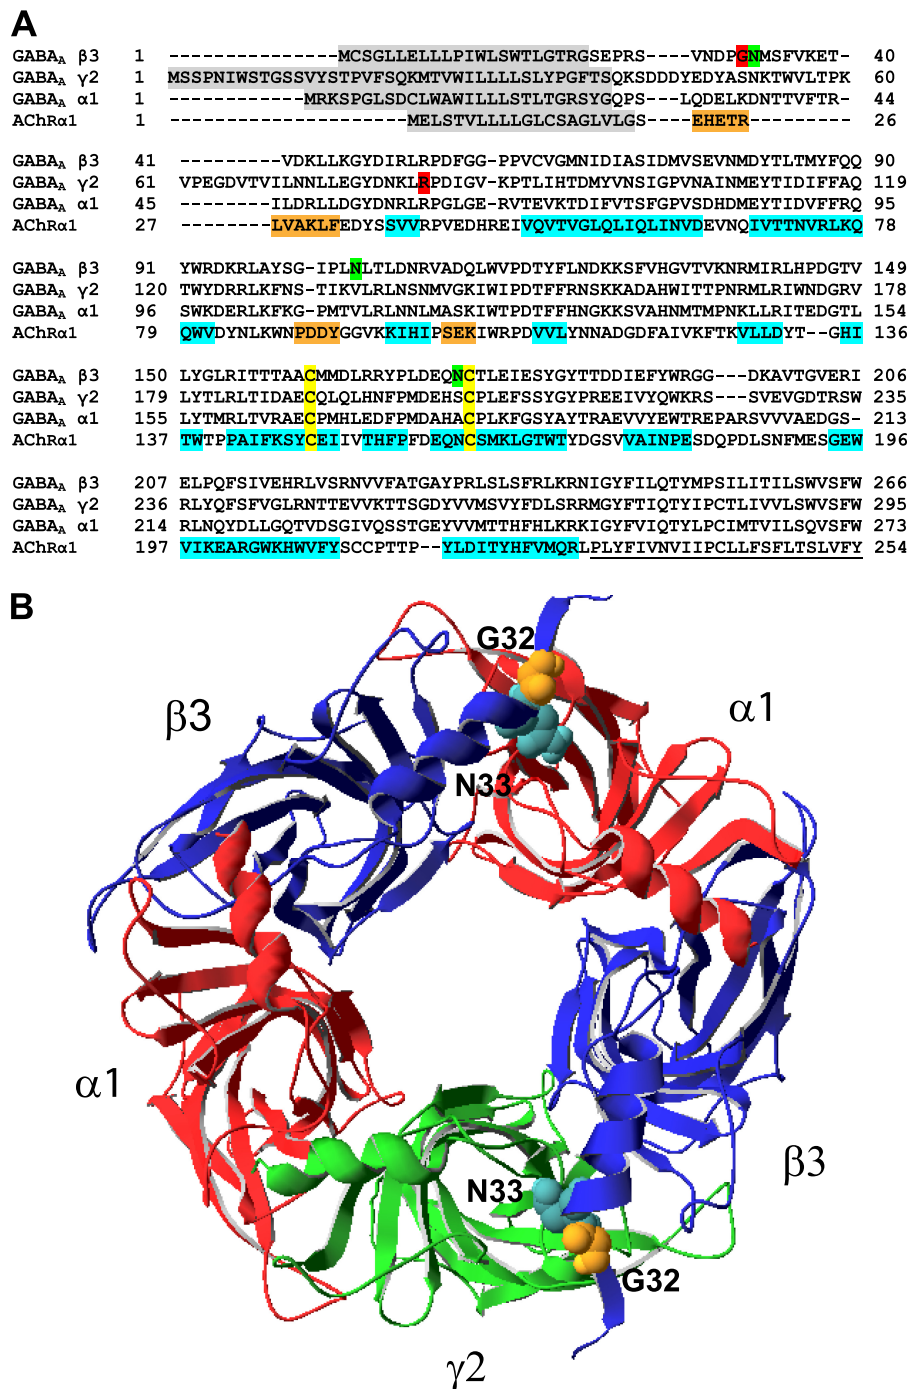 A
GABAA β3 1 ---------------MCSGLLELLLPIWLSWTLGTRGSEPRS----VNDPGNMSFVKET- 40
GABAA γ2 1 MSSPNIWSTGSSVYSTPVFSQKMTVWILLLLSLYPGFTSQKSDDDYEDYASNKTWVLTPK 60
GABAA α1 1 ------------MRKSPGLSDCLWAWILLLSTLTGRSYGQPS---LQDELKDNTTVFTR- 44
AChRα1 1 ---------------------MELSTVLLLLGLCSAGLVLGS----EHETR--------- 26
GABAA β3 41 ---------VDKLLKGYDIRLRPDFGG-PPVCVGMNIDIASIDMVSEVNMDYTLTMYFQQ 90
GABAA γ2 61 VPEGDVTVILNNLLEGYDNKLRPDIGV-KPTLIHTDMYVNSIGPVNAINMEYTIDIFFAQ 119
GABAA α1 45 --------ILDRLLDGYDNRLRPGLGE-RVTEVKTDIFVTSFGPVSDHDMEYTIDVFFRQ 95
AChRα1 27 --------LVAKLFEDYSSVVRPVEDHREIVQVTVGLQLIQLINVDEVNQIVTTNVRLKQ 78
GABAA β3 91 YWRDKRLAYSG-IPLNLTLDNRVADQLWVPDTYFLNDKKSFVHGVTVKNRMIRLHPDGTV 149
GABAA γ2 120 TWYDRRLKFNS-TIKVLRLNSNMVGKIWIPDTFFRNSKKADAHWITTPNRMLRIWNDGRV 178
GABAA α1 96 SWKDERLKFKG-PMTVLRLNNLMASKIWTPDTFFHNGKKSVAHNMTMPNKLLRITEDGTL 154
AChRα1 79 QWVDYNLKWNPDDYGGVKKIHIPSEKIWRPDVVLYNNADGDFAIVKFTKVLLDYT--GHI 136
GABAA β3 150 LYGLRITTTAACMMDLRRYPLDEQNCTLEIESYGYTTDDIEFYWRGG---DKAVTGVERI 206
GABAA γ2 179 LYTLRLTIDAECQLQLHNFPMDEHSCPLEFSSYGYPREEIVYQWKRS---SVEVGDTRSW 235
GABAA α1 155 LYTMRLTVRAECPMHLEDFPMDAHACPLKFGSYAYTRAEVVYEWTREPARSVVVAEDGS- 213
AChRα1 137 TWTPPAIFKSYCEIIVTHFPFDEQNCSMKLGTWTYDGSVVAINPESDQPDLSNFMESGEW 196
GABAA β3 207 ELPQFSIVEHRLVSRNVVFATGAYPRLSLSFRLKRNIGYFILQTYMPSILITILSWVSFW 266
GABAA γ2 236 RLYQFSFVGLRNTTEVVKTTSGDYVVMSVYFDLSRRMGYFTIQTYIPCTLIVVLSWVSFW 295
GABAA α1 214 RLNQYDLLGQTVDSGIVQSSTGEYVVMTTHFHLKRKIGYFVIQTYLPCIMTVILSQVSFW 273
AChRα1 197 VIKEARGWKHWVFYSCCPTTP--YLDITYHFVMQRLPLYFIVNVIIPCLLFSFLTSLVFY 254
B
G32
β3
α1
N33
α1
β3
N33
G32
γ2